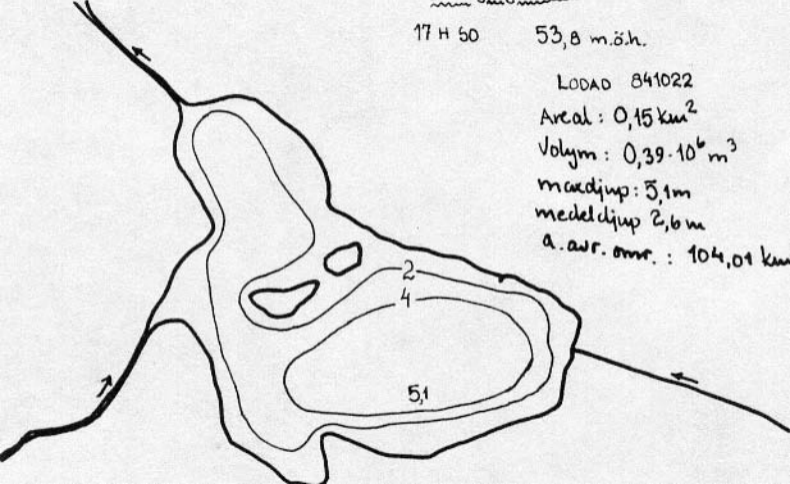 17 H 50 53,8 m.ö.h.
LODAD 841022
Areal: 0,15 km²
Volym: 0,39·10⁶ m³
maxdjup: 5,1m
medeldjup 2,6 m
a. avr. omr.: 104,01 km
2
4
5,1